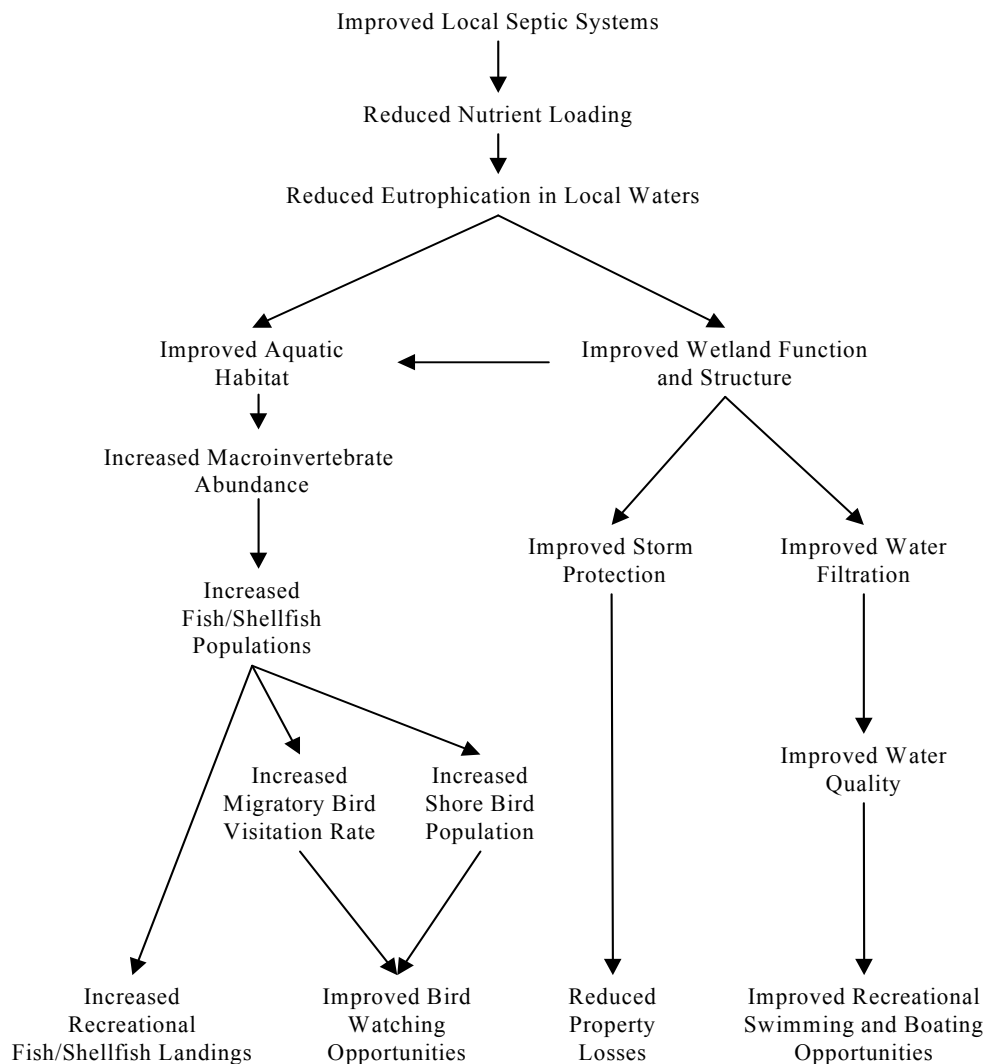 Improved Local Septic Systems
Reduced Nutrient Loading
Reduced Eutrophication in Local Waters
Improved Aquatic
Habitat
Improved Wetland Function
and Structure
Increased Macroinvertebrate
Abundance
Improved Storm
Protection
Improved Water
Filtration
Increased
Fish/Shellfish
Populations
Increased
Migratory Bird
Visitation Rate
Increased
Shore Bird
Population
Improved Water
Quality
Increased
Recreational
Fish/Shellfish Landings
Improved Bird
Watching
Opportunities
Reduced
Property
Losses
Improved Recreational
Swimming and Boating
Opportunities